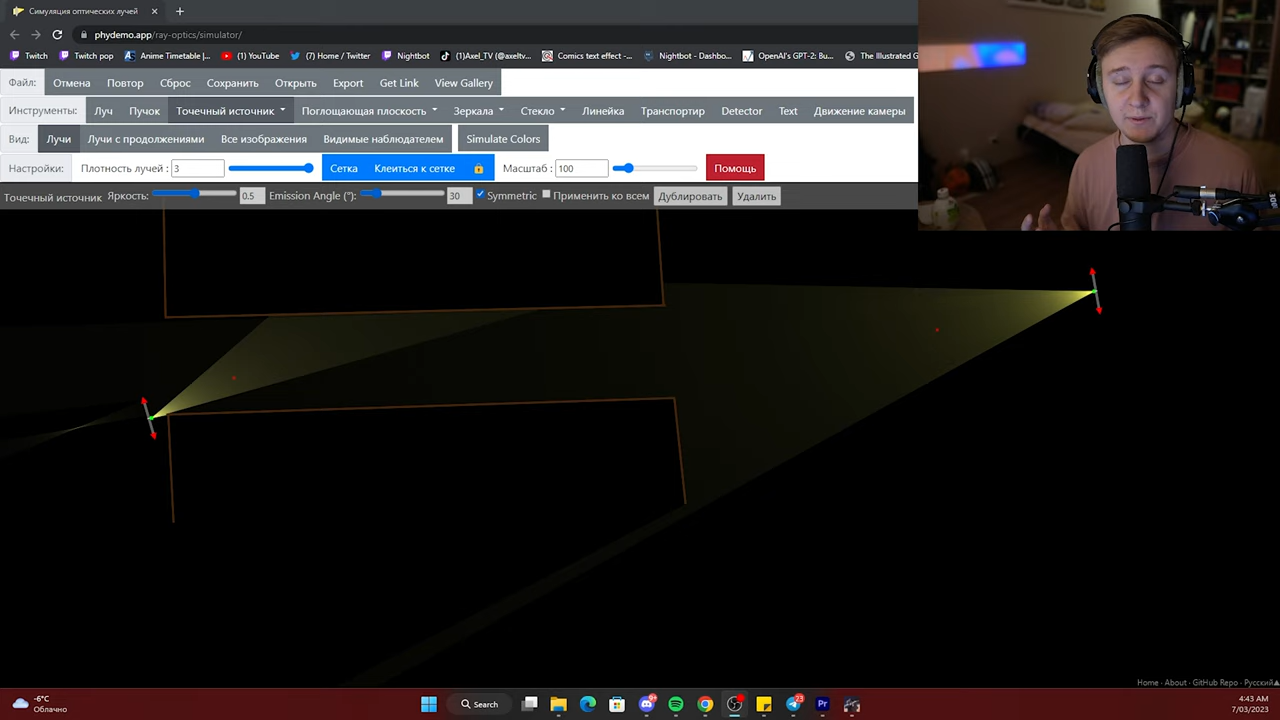 Симуляция оптических лучей
phydemo.app/ray-optics/simulator/
Twitch Twitch pop Anime Timetable |... (1) YouTube (7) Home / Twitter Nightbot (1)Axel_TV (@axeltv... Comics text effect -... Nightbot - Dashbo... OpenAI's GPT-2: Bu... The Illustrated G
Файл: Отмена Повтор Сброс Сохранить Открыть Export Get Link View Gallery
Инструменты: Луч Пучок Точечный источник Поглощающая плоскость Зеркала Стекло Линейка Транспортир Detector Text Движение камеры
Вид: Лучи Лучи с продолжениями Все изображения Видимые наблюдателем Simulate Colors
Настройки: Плотность лучей : 3 Сетка Клеиться к сетке Масштаб : 100 Помощь
Точечный источник Яркость: 0.5 Emission Angle (°): 30 Symmetric Применить ко всем Дублировать Удалить
Home - About - GitHub Repo - Русский
-6°C
Облачно
Search
9+
23
Pr
4:43 AM
7/03/2023